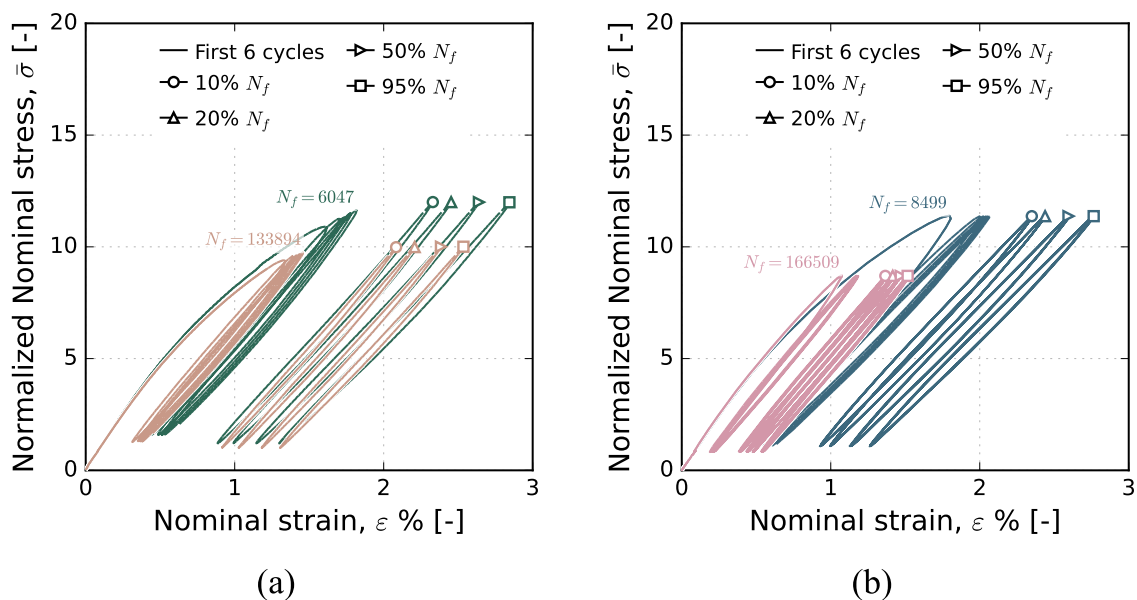 20
15
10
5
0
0
1
2
3
Normalized Nominal stress, σ̄ [-]
Nominal strain, ε % [-]
First 6 cycles
10% N_f
20% N_f
50% N_f
95% N_f
N_f = 6047
N_f = 133894
(a)
20
15
10
5
0
0
1
2
3
Normalized Nominal stress, σ̄ [-]
Nominal strain, ε % [-]
First 6 cycles
10% N_f
20% N_f
50% N_f
95% N_f
N_f = 8499
N_f = 166509
(b)